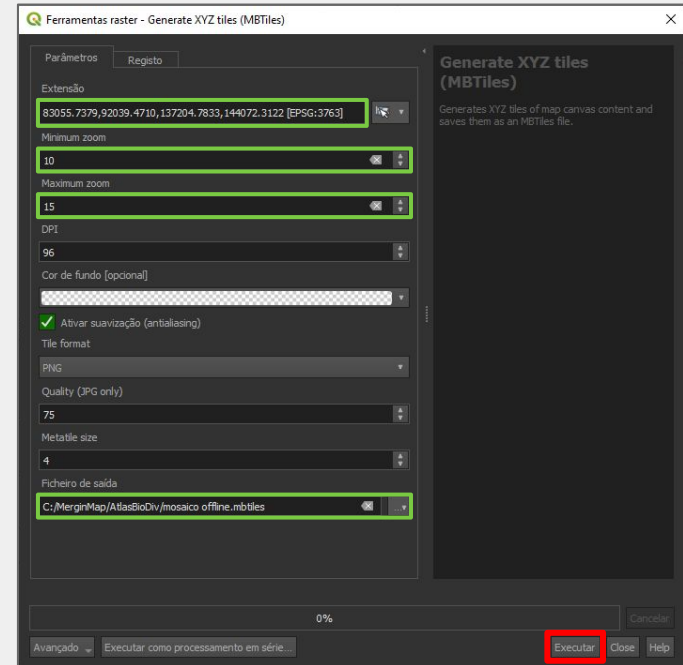 Ferramentas raster - Generate XYZ tiles (MBTiles)
Parâmetros
Registo
Extensão
83055.7379,92039.4710,137204.7833,144072.3122 [EPSG:3763]
Minimum zoom
10
Maximum zoom
15
DPI
96
Cor de fundo [opcional]
Ativar suavização (antialiasing)
Tile format
PNG
Quality (JPG only)
75
Metatile size
4
Ficheiro de saída
C:/MerginMap/AtlasBioDiv/mosaico offline.mbtiles
...
Generate XYZ tiles
(MBTiles)
Generates XYZ tiles of map canvas content and
saves them as an MBTiles file.
0%
Cancelar
Avançado
Executar como processamento em série...
Executar
Close
Help